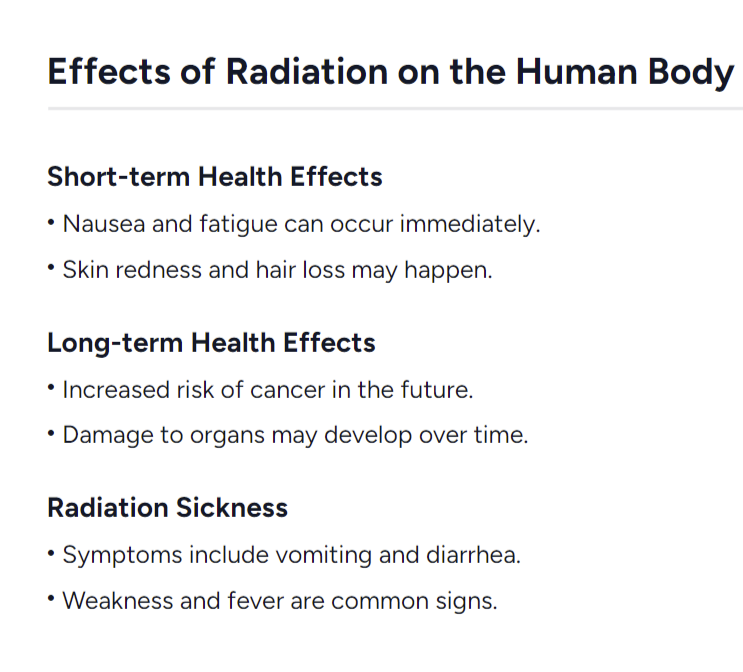 Effects of Radiation on the Human Body
Short-term Health Effects
• Nausea and fatigue can occur immediately.
• Skin redness and hair loss may happen.
Long-term Health Effects
• Increased risk of cancer in the future.
• Damage to organs may develop over time.
Radiation Sickness
• Symptoms include vomiting and diarrhea.
• Weakness and fever are common signs.